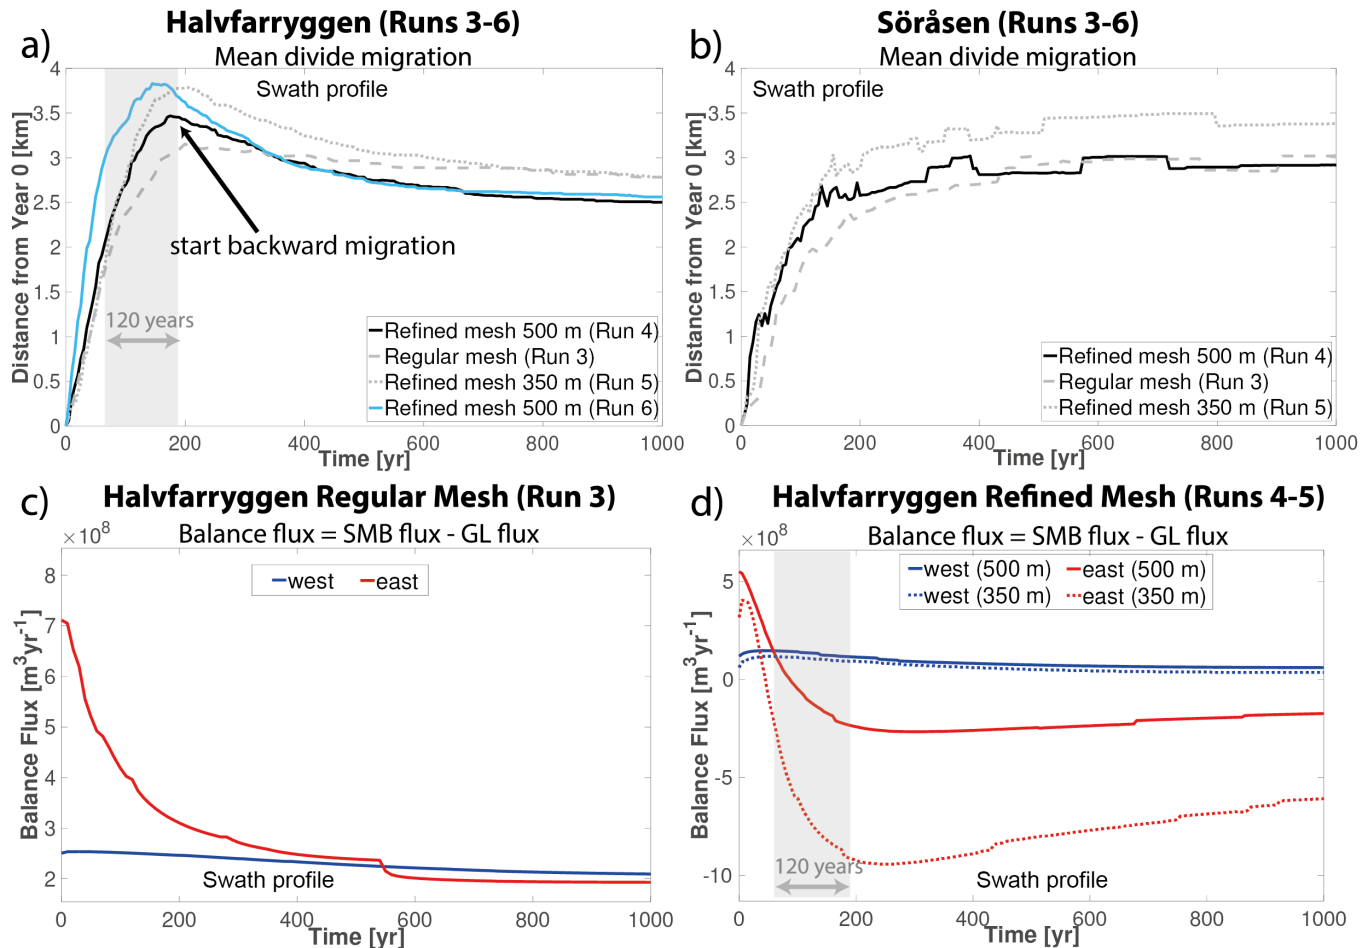 a)
Halvfarryggen (Runs 3-6)
Mean divide migration
Swath profile
Distance from Year 0 [km]
4
3.5
3
2.5
2
1.5
1
0.5
0
start backward migration
120 years
Refined mesh 500 m (Run 4)
Regular mesh (Run 3)
Refined mesh 350 m (Run 5)
Refined mesh 500 m (Run 6)
0 200 400 600 800 1000
Time [yr]
b)
Söråsen (Runs 3-6)
Mean divide migration
Swath profile
Distance from Year 0 [km]
4
3.5
3
2.5
2
1.5
1
0.5
0
Refined mesh 500 m (Run 4)
Regular mesh (Run 3)
Refined mesh 350 m (Run 5)
0 200 400 600 800 1000
Time [yr]
c)
Halvfarryggen Regular Mesh (Run 3)
Balance flux = SMB flux - GL flux
×10⁸
west east
Balance Flux [m³yr⁻¹]
8
7
6
5
4
3
2
Swath profile
0 200 400 600 800 1000
Time [yr]
d)
Halvfarryggen Refined Mesh (Runs 4-5)
Balance flux = SMB flux - GL flux
×10⁸
west (500 m) east (500 m)
west (350 m) east (350 m)
Balance Flux [m³yr⁻¹]
5
0
-5
-10
120 years
Swath profile
0 200 400 600 800 1000
Time [yr]